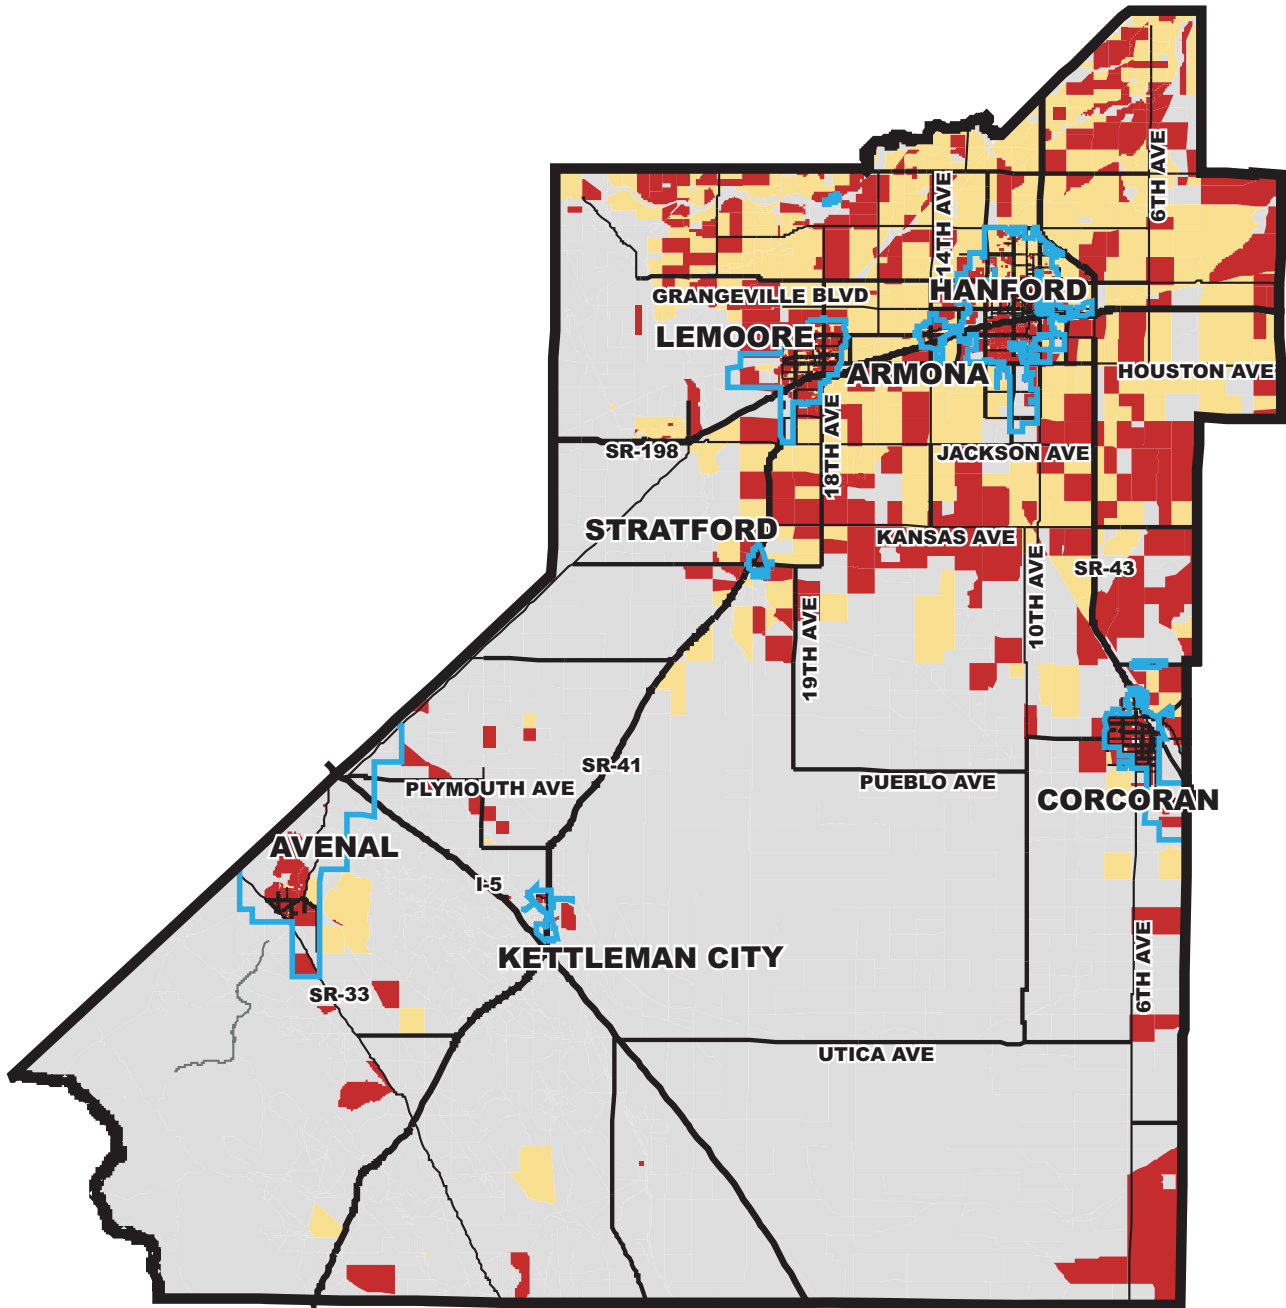 6TH AVE
14TH AVE
HANFORD
GRANGEVILLE BLVD
LEMOORE
ARMONA
HOUSTON AVE
18TH AVE
SR-198
JACKSON AVE
STRATFORD
KANSAS AVE
SR-43
10TH AVE
19TH AVE
SR-41
PLYMOUTH AVE
PUEBLO AVE
CORCORAN
AVENAL
I-5
KETTLEMAN CITY
6TH AVE
SR-33
UTICA AVE